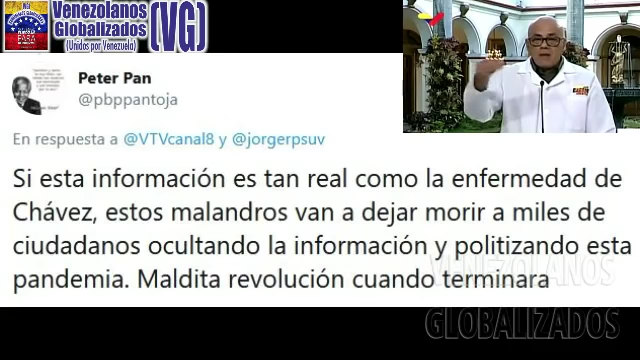 Venezolanos
Globalizados
(Unidos por Venezuela)
(VG)
Peter Pan
@pbppantoja
En respuesta a @VTVcanal8 y @jorgerpsuv
Si esta información es tan real como la enfermedad de
Chávez, estos malandros van a dejar morir a miles de
ciudadanos ocultando la información y politizando esta
pandemia. Maldita revolución cuando terminara
VENEZOLANOS
GLOBALIZADOS